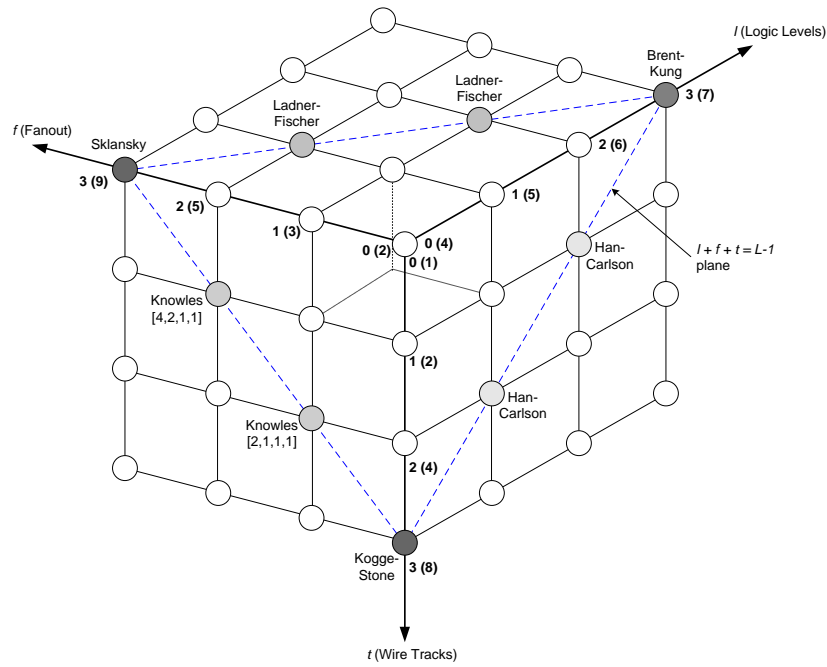 l (Logic Levels)
Brent-
Kung
3 (7)
Ladner-
Fischer
Ladner-
Fischer
f (Fanout)
Sklansky
3 (9)
2 (6)
2 (5)
1 (5)
1 (3)
0 (2)
0 (4)
0 (1)
Han-
Carlson
l + f + t = L-1
plane
Knowles
[4,2,1,1]
1 (2)
Han-
Carlson
Knowles
[2,1,1,1]
2 (4)
Kogge-
Stone
3 (8)
t (Wire Tracks)